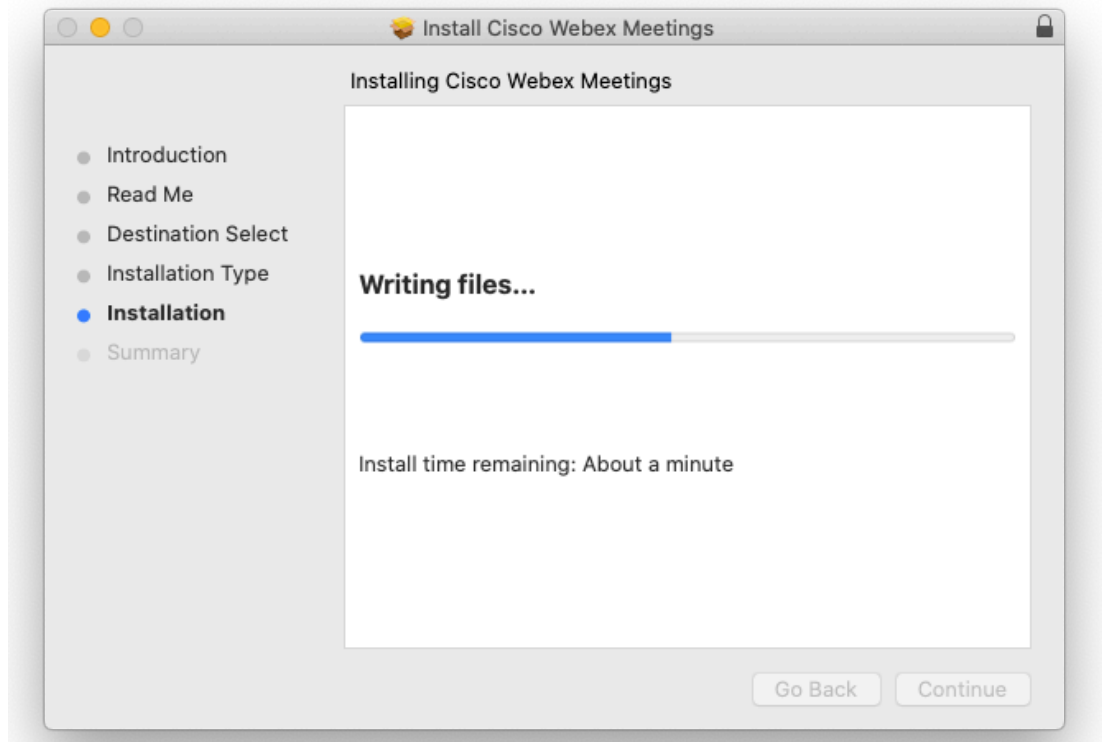 Install Cisco Webex Meetings
Installing Cisco Webex Meetings
Introduction
Read Me
Destination Select
Installation Type
Installation
Summary
Writing files...
Install time remaining: About a minute
Go Back
Continue